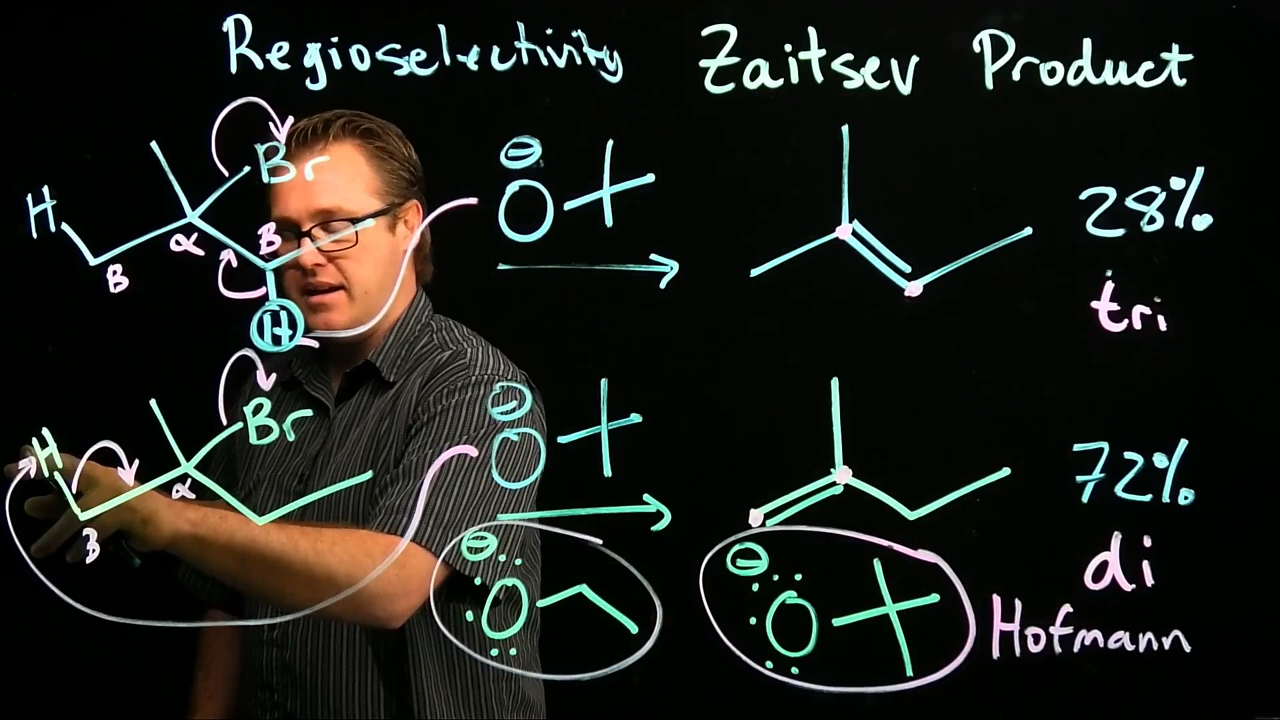 Regioselectivity Zaitsev Product
Br
H
α
B
B
H
⊖
O
28%
tri
Br
H
α
B
⊖
O
72%
di
⊖
O
⊖
O
Hofmann